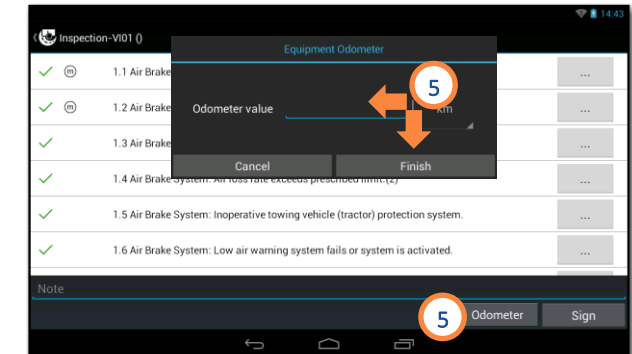 14:43
Inspection-VI01 ()
Equipment Odometer
1.1 Air Brake
...
5
1.2 Air Brake
Odometer value
km
...
1.3 Air Brake
...
Cancel
Finish
1.4 Air Brake System: Air loss rate exceeds prescribed limit.(2)
...
1.5 Air Brake System: Inoperative towing vehicle (tractor) protection system.
...
1.6 Air Brake System: Low air warning system fails or system is activated.
...
Note
5
Odometer
Sign